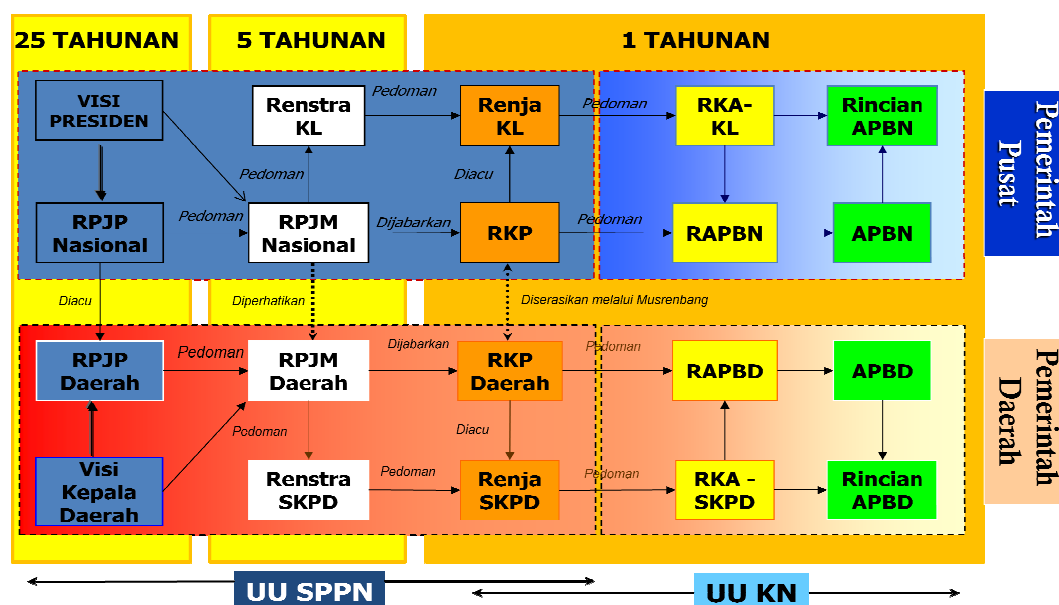 25 TAHUNAN
5 TAHUNAN
1 TAHUNAN
VISI
PRESIDEN
Renstra
KL
Pedoman
Renja
KL
Pedoman
RKA-
KL
Rincian
APBN
Pemerintah
Pusat
Pedoman
Diacu
RPJP
Nasional
Pedoman
RPJM
Nasional
Dijabarkan
RKP
Pedoman
RAPBN
APBN
Diacu
Diperhatikan
Diserasikan melalui Musrenbang
RPJP
Daerah
Pedoman
RPJM
Daerah
Dijabarkan
RKP
Daerah
Pedoman
RAPBD
APBD
Pemerintah
Daerah
Pedoman
Diacu
Visi
Kepala
Daerah
Renstra
SKPD
Pedoman
Renja
SKPD
Pedoman
RKA -
SKPD
Rincian
APBD
UU SPPN
UU KN